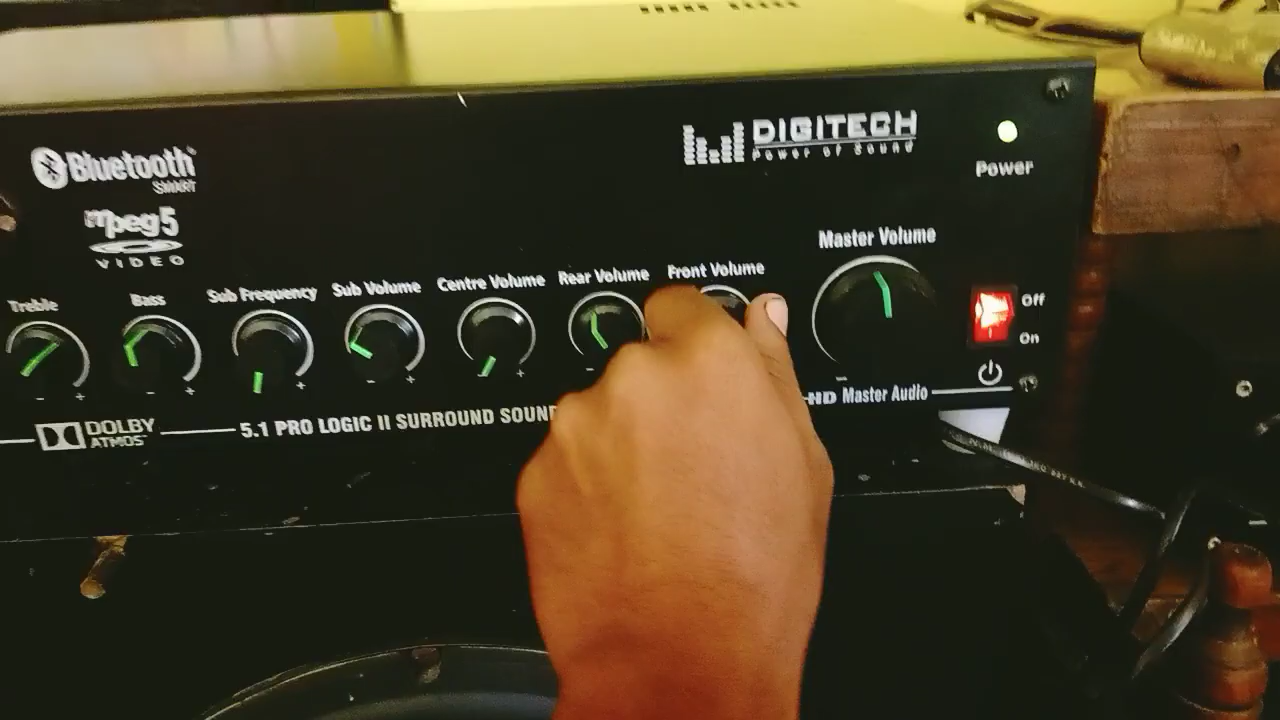 Bluetooth
SMART
mpeg5
VIDEO
DIGITECH
Power of Sound
Power
Master Volume
Treble
Bass
Sub Frequency
Sub Volume
Centre Volume
Rear Volume
Front Volume
Off
On
- +
- +
- +
- +
- +
-
-
DOLBY
ATMOS
5.1 PRO LOGIC II SURROUND SOUND
-HD Master Audio